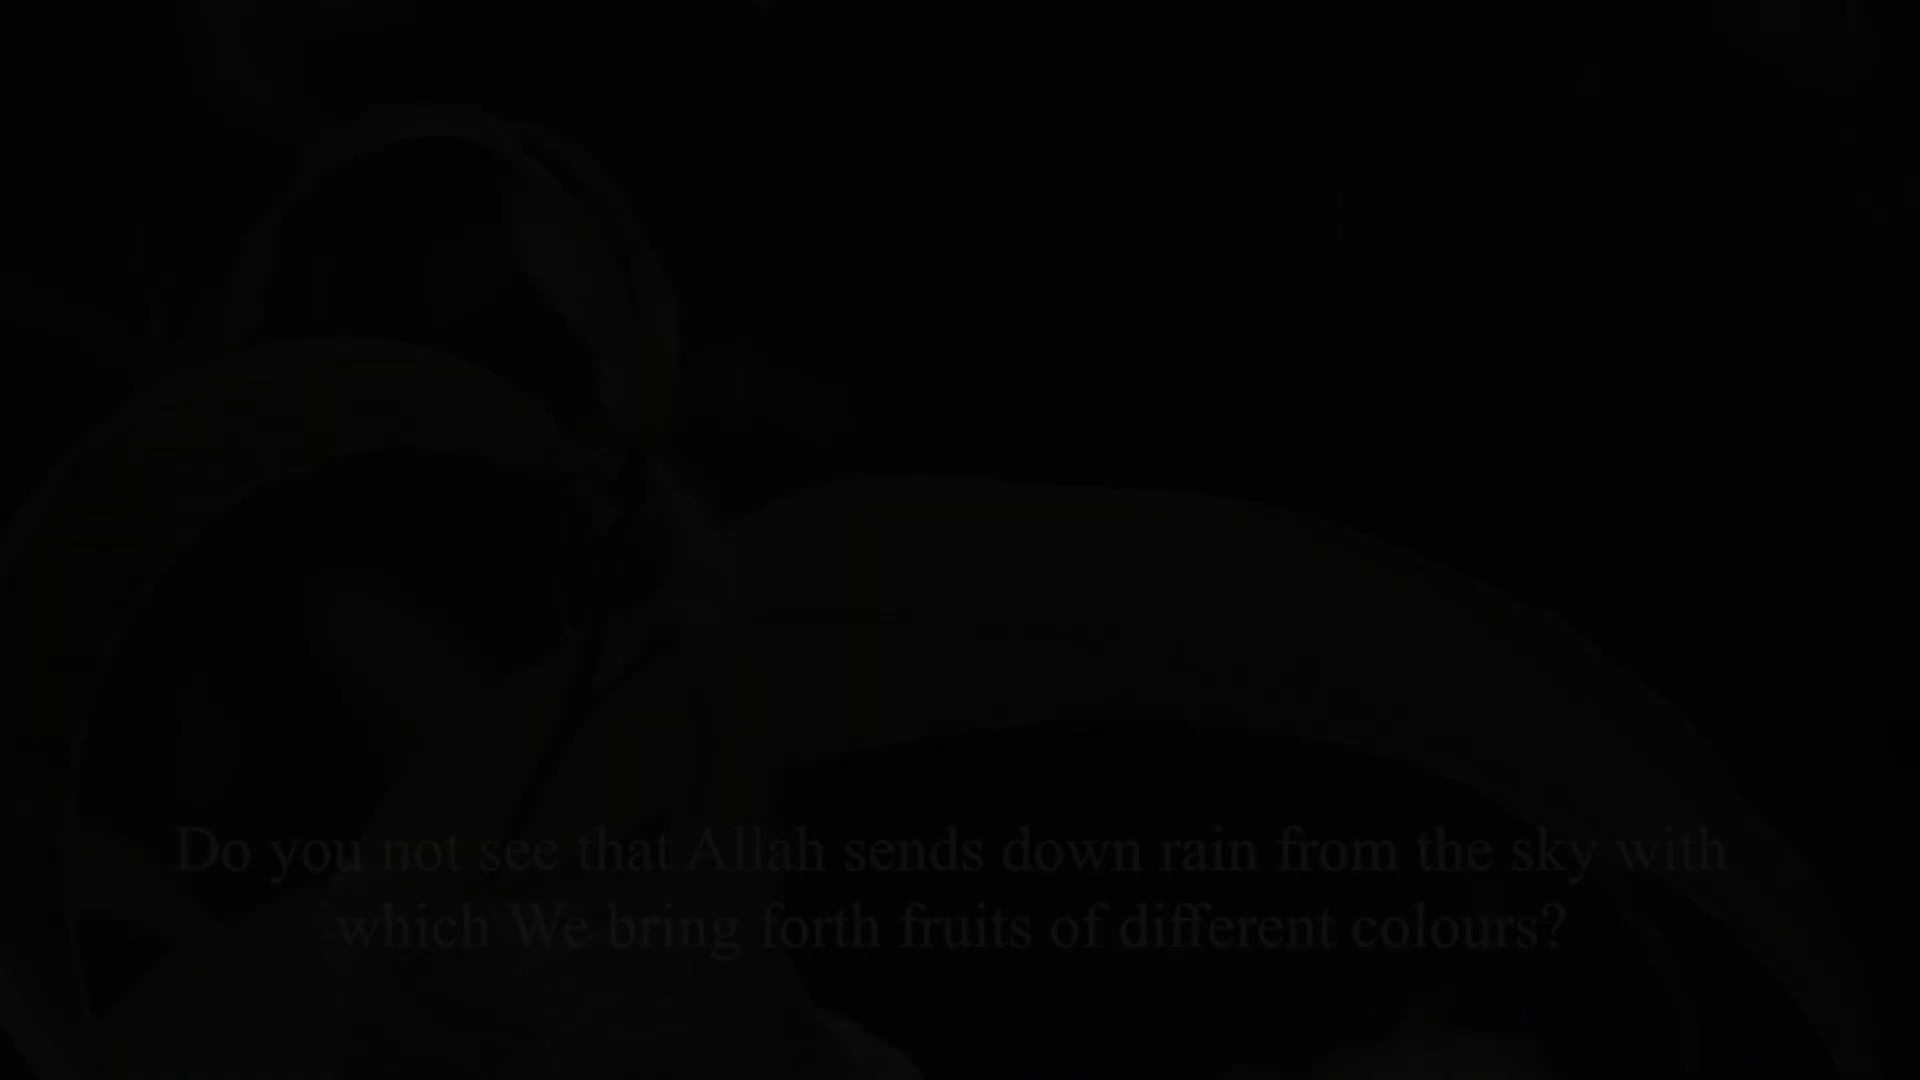 Do you not see that Allah sends down rain from the sky with
which We bring forth fruits of different colours?